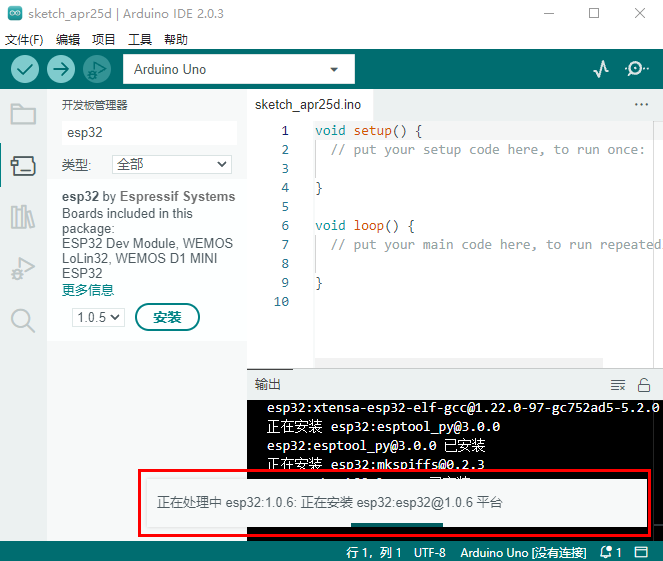 sketch_apr25d | Arduino IDE 2.0.3
文件(F) 编辑 项目 工具 帮助
Arduino Uno
开发板管理器
esp32
类型: 全部
esp32 by Espressif Systems
Boards included in this
package:
ESP32 Dev Module, WEMOS
LoLin32, WEMOS D1 MINI
ESP32
更多信息
1.0.5 安装
sketch_apr25d.ino
1 void setup() {
2 // put your setup code here, to run once:
3
4 }
5
6 void loop() {
7 // put your main code here, to run repeated
8
9 }
10
输出
esp32:xtensa-esp32-elf-gcc@1.22.0-97-gc752ad5-5.2.0
正在安装 esp32:esptool_py@3.0.0
esp32:esptool_py@3.0.0 已安装
正在安装 esp32:mkspiffs@0.2.3
正在处理中 esp32:1.0.6: 正在安装 esp32:esp32@1.0.6 平台
行 1，列 1 UTF-8 Arduino Uno [没有连接] 1